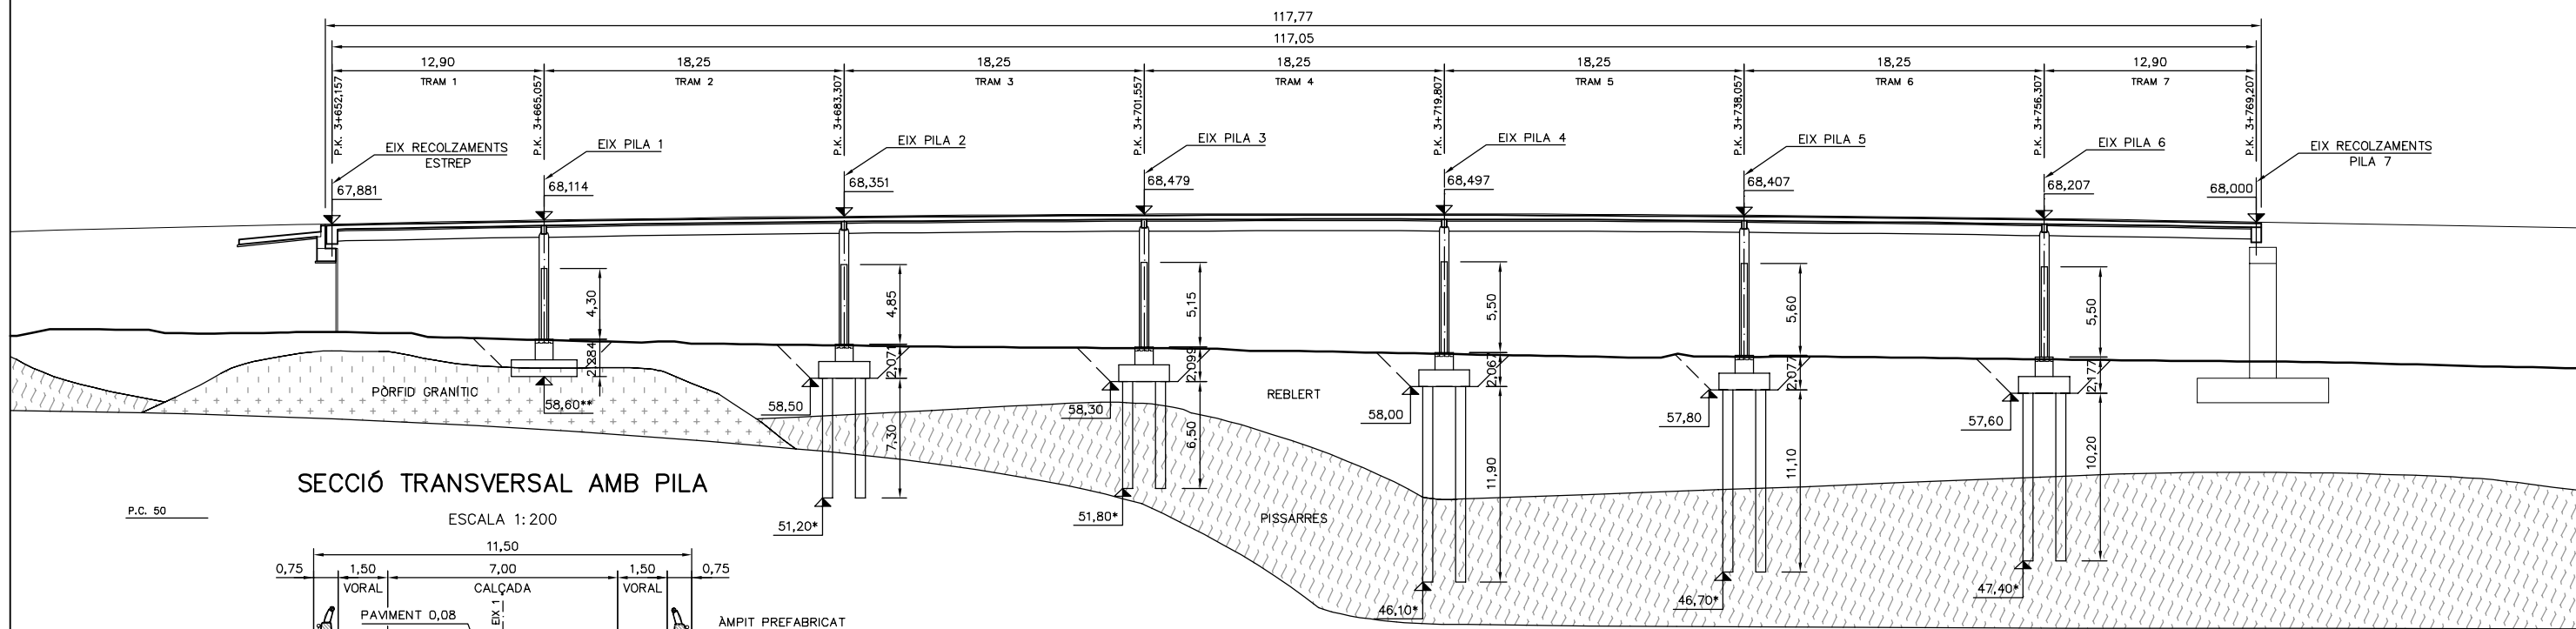 117,77
117,05
12,90
18,25
18,25
18,25
18,25
18,25
12,90
TRAM 1
TRAM 2
TRAM 3
TRAM 4
TRAM 5
TRAM 6
TRAM 7
P.K. 3+652,157
P.K. 3+665,057
P.K. 3+683,307
P.K. 3+701,557
P.K. 3+719,807
P.K. 3+738,057
P.K. 3+756,307
P.K. 3+769,207
EIX RECOLZAMENTS
ESTREP
EIX PILA 1
EIX PILA 2
EIX PILA 3
EIX PILA 4
EIX PILA 5
EIX PILA 6
EIX RECOLZAMENTS
PILA 7
67,881
68,114
68,351
68,479
68,497
68,407
68,207
68,000
4,30
4,85
5,15
5,50
5,60
5,50
2,284
2,071
2,099
2,067
2,077
2,177
PÒRFID GRANÍTIC
REBLERT
58,60**
58,50
58,30
58,00
57,80
57,60
7,30
6,50
11,90
11,10
10,20
PISSARRES
51,20*
51,80*
46,10*
46,70*
47,40*
P.C. 50
SECCIÓ TRANSVERSAL AMB PILA
ESCALA 1:200
11,50
0,75
1,50
7,00
1,50
0,75
VORAL
CALÇADA
VORAL
PAVIMENT 0,08
EIX 1
ÀMPIT PREFABRICAT